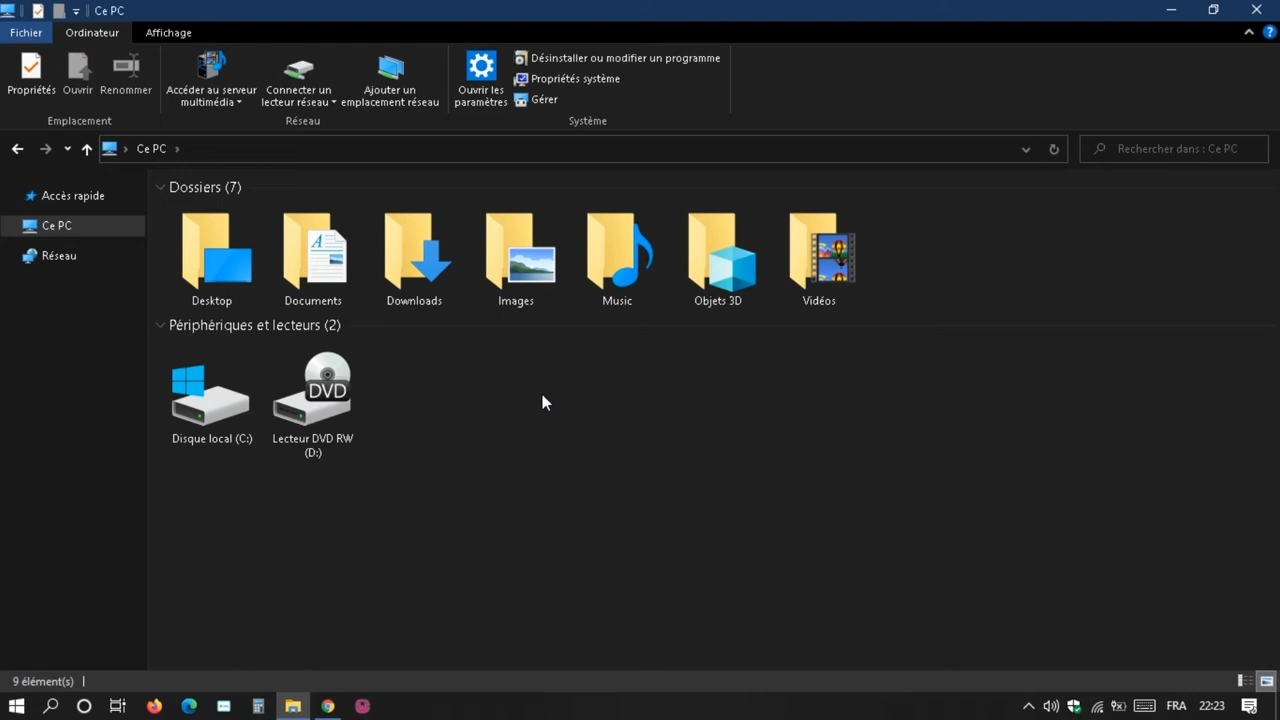 Ce PC
Fichier
Ordinateur
Affichage
Propriétés
Ouvrir
Renommer
Accéder au serveur
multimédia
Connecter un
lecteur réseau
Ajouter un
emplacement réseau
Ouvrir les
paramètres
Désinstaller ou modifier un programme
Propriétés système
Gérer
Emplacement
Réseau
Système
Ce PC
Rechercher dans : Ce PC
Accès rapide
Ce PC
Réseau
Dossiers (7)
Desktop
Documents
Downloads
Images
Music
Objets 3D
Vidéos
Périphériques et lecteurs (2)
DVD
Disque local (C:)
Lecteur DVD RW
(D:)
9 élément(s)
FRA
22:23